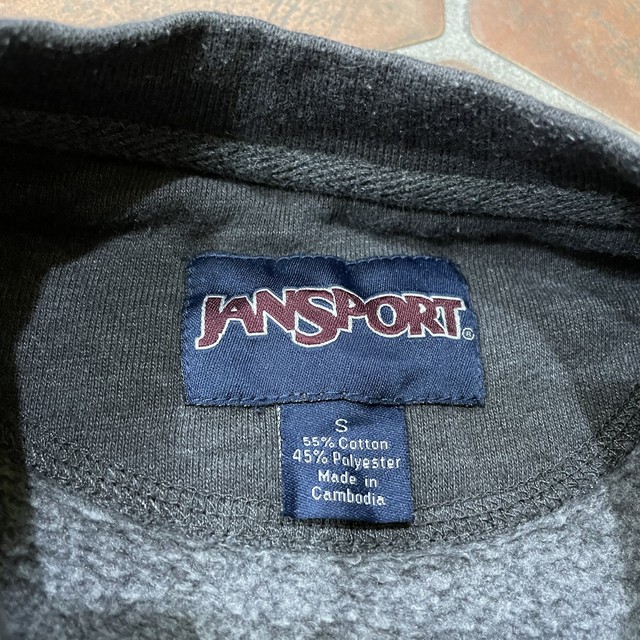 JANSPORT®
S
55% Cotton
45% Polyester
Made in
Cambodia